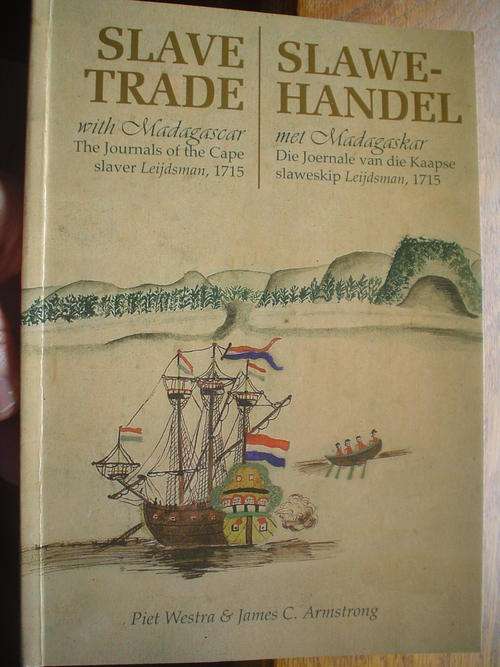 SLAVE
TRADE
with Madagascar
The Journals of the Cape
slaver Leijdsman, 1715
SLAWE-
HANDEL
met Madagaskar
Die Joernale van die Kaapse
slaweskip Leijdsman, 1715
Piet Westra & James C. Armstrong